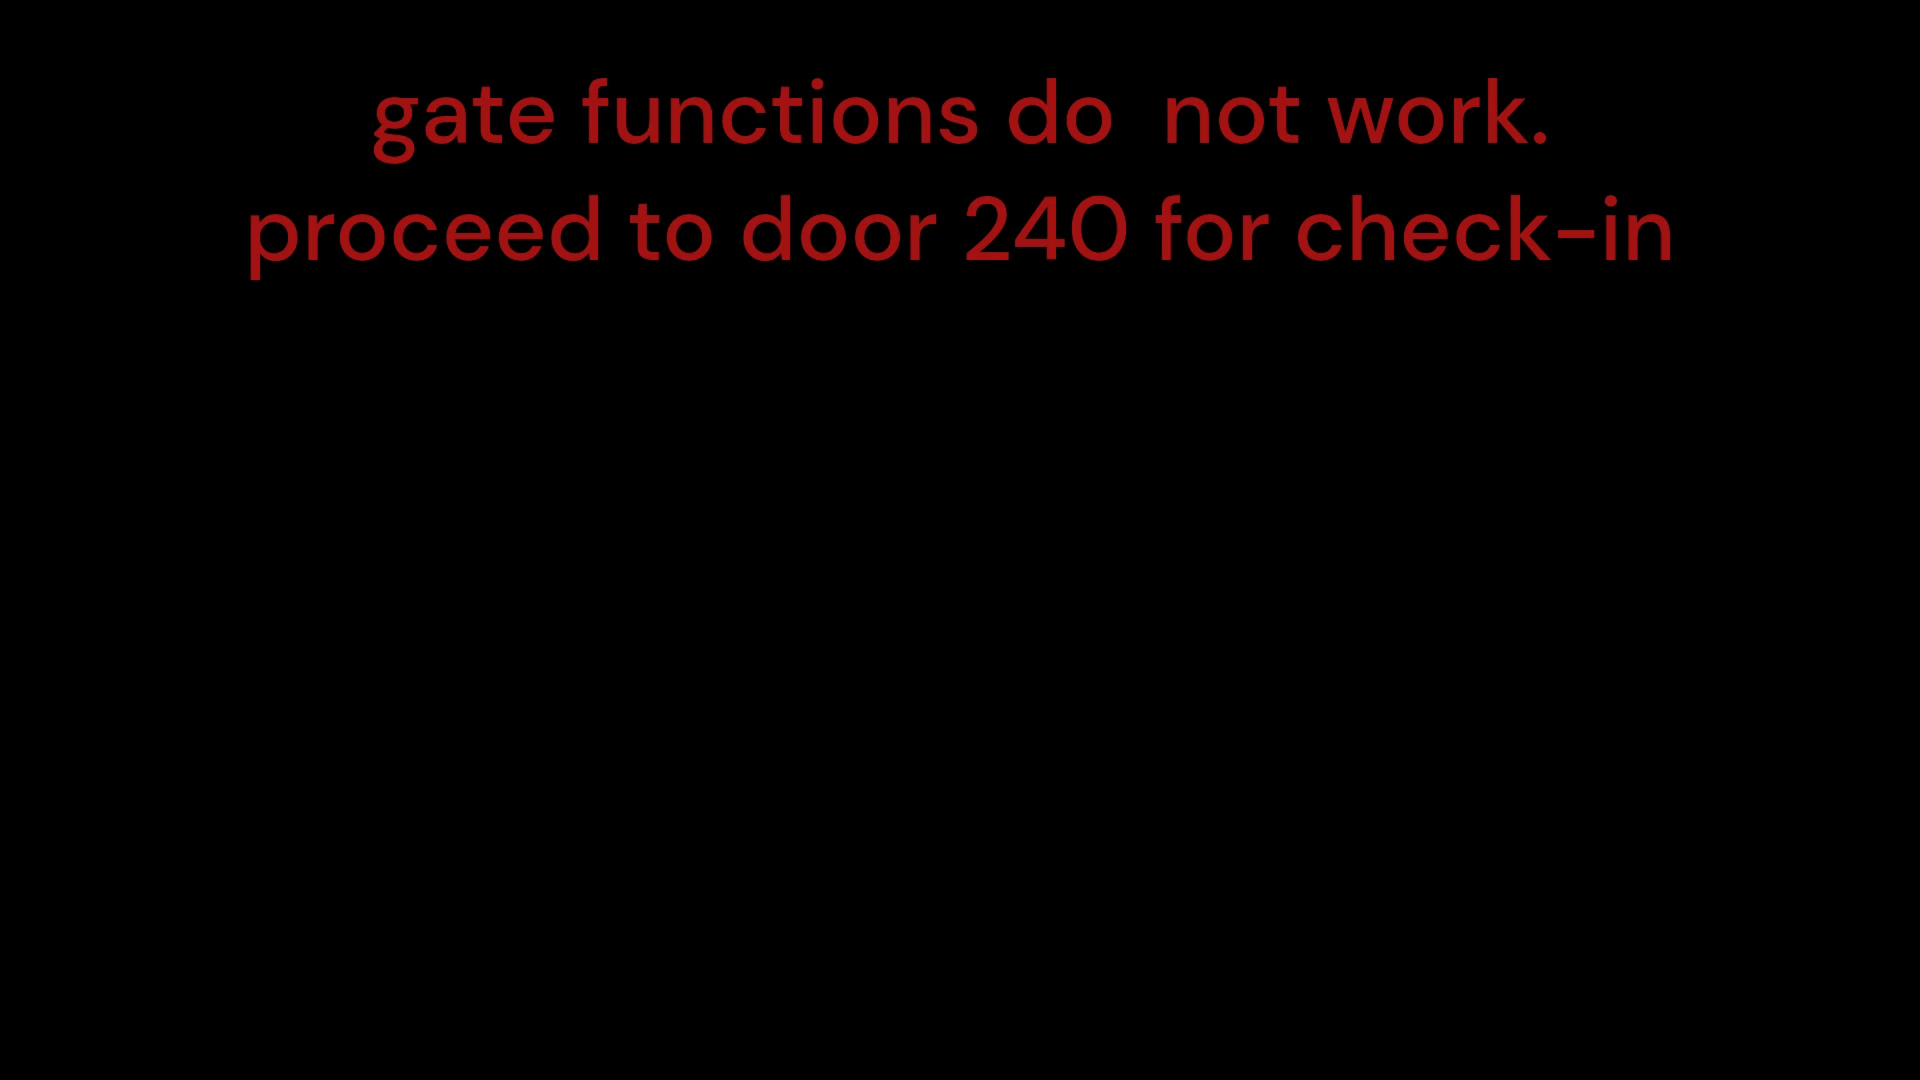 gate functions do  not work.
proceed to door 240 for check-in